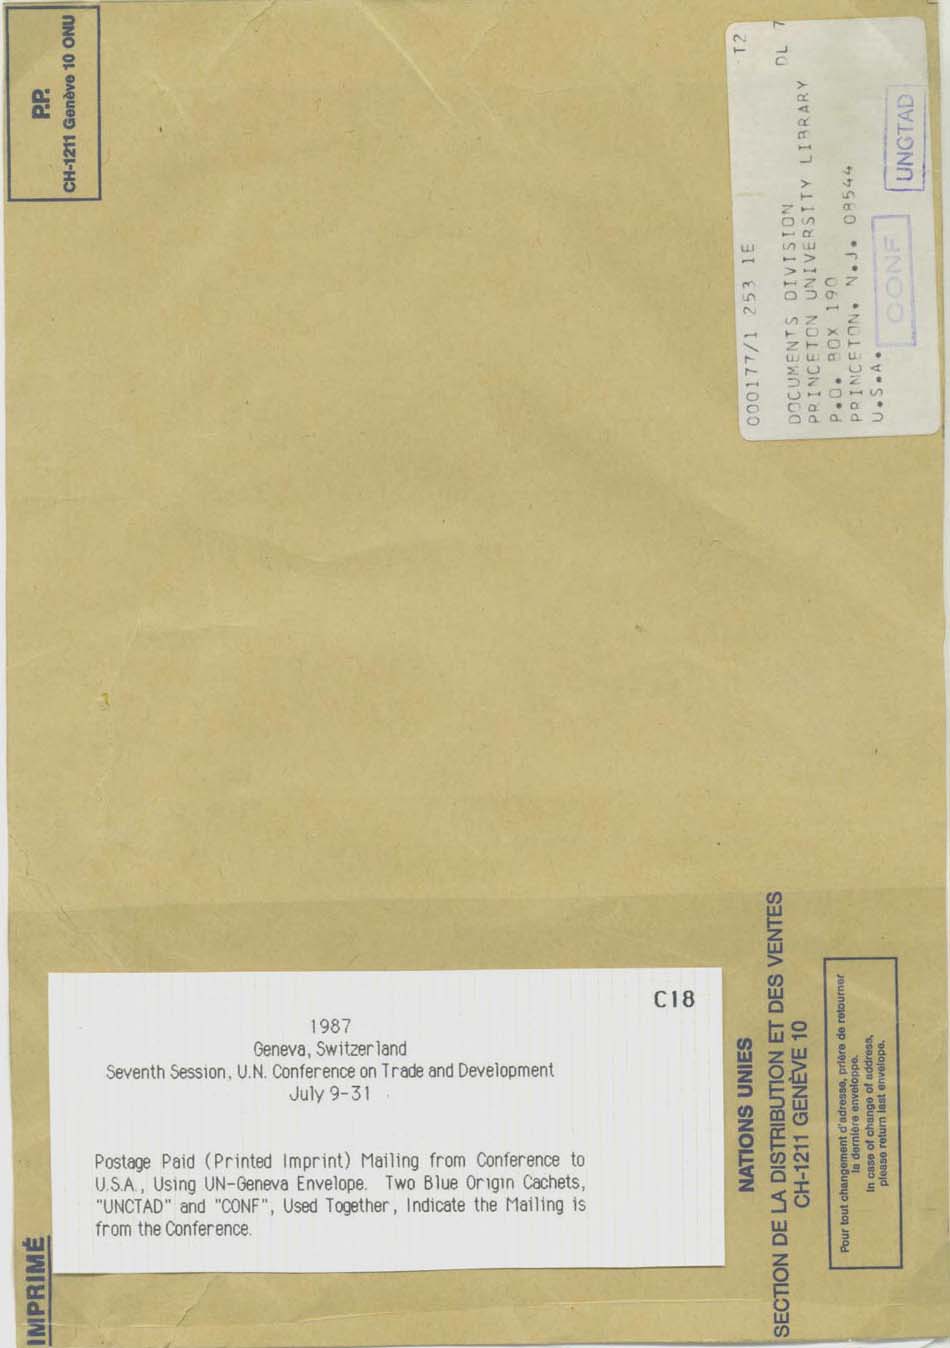 P.P.
CH-1211 Genève 10 ONU
T2
000177/1 253 1E
DOCUMENTS DIVISION DL 7
PRINCETON UNIVERSITY LIBRARY
P.O. BOX 190
PRINCETON, N.J. 08544
U.S.A.
CONF
UNCTAD
C18
1987
Geneva, Switzerland
Seventh Session, U.N. Conference on Trade and Development
July 9-31
Postage Paid (Printed Imprint) Mailing from Conference to
U.S.A., Using UN-Geneva Envelope. Two Blue Origin Cachets,
"UNCTAD" and "CONF", Used Together, Indicate the Mailing is
from the Conference.
IMPRIMÉ
NATIONS UNIES
SECTION DE LA DISTRIBUTION ET DES VENTES
CH-1211 GENÈVE 10
Pour tout changement d'adresse, prière de retourner
la dernière enveloppe.
In case of change of address,
please return last envelope.